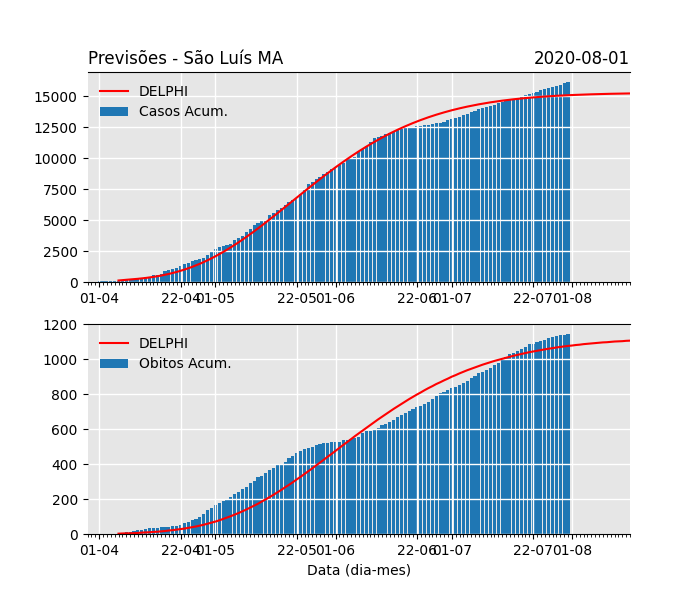 Previsões - São Luís MA 2020-08-01
DELPHI
Casos Acum.
15000
12500
10000
7500
5000
2500
0
01-04 22-04 01-05 22-05 01-06 22-06 01-07 22-07 01-08
1200
DELPHI
Obitos Acum.
1000
800
600
400
200
0
01-04 22-04 01-05 22-05 01-06 22-06 01-07 22-07 01-08
Data (dia-mes)